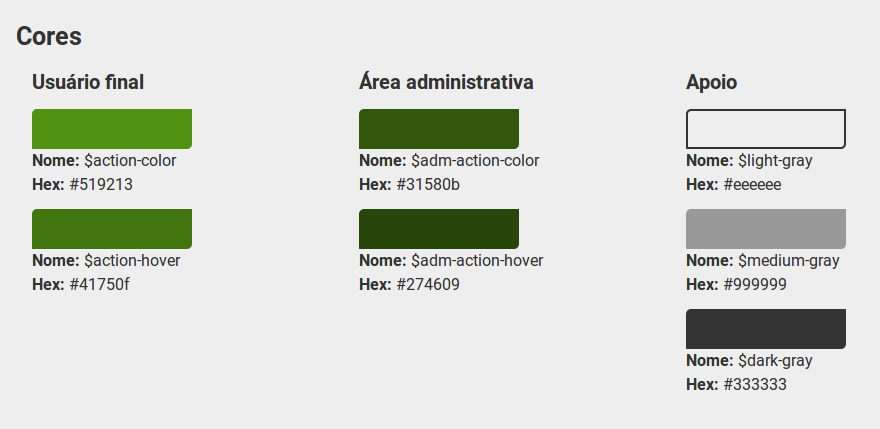 Cores
Usuário final
Nome: $action-color
Hex: #519213
Nome: $action-hover
Hex: #41750f
Área administrativa
Nome: $adm-action-color
Hex: #31580b
Nome: $adm-action-hover
Hex: #274609
Apoio
Nome: $light-gray
Hex: #eeeeee
Nome: $medium-gray
Hex: #999999
Nome: $dark-gray
Hex: #333333